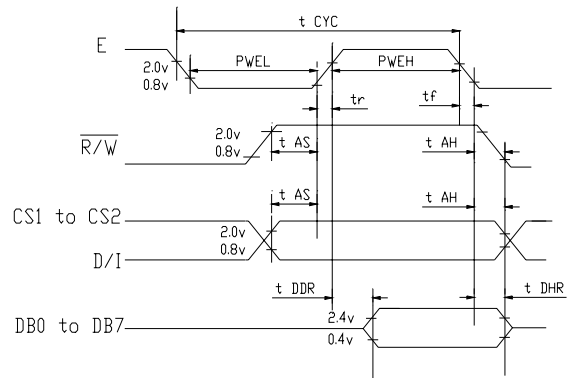 t CYC
E
PWEL
PWEH
2.0v
0.8v
tr
tf
R/W
2.0v
0.8v
t AS
t AH
t AS
t AH
CS1 to CS2
2.0v
0.8v
D/I
t DDR
t DHR
DB0 to DB7
2.4v
0.4v